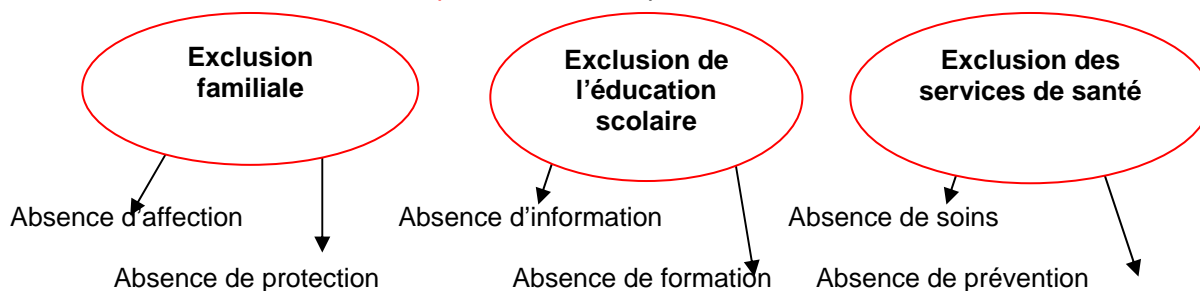 Exclusion
familiale
Exclusion de
l’éducation
scolaire
Exclusion des
services de santé
Absence d’affection
Absence d’information
Absence de soins
Absence de protection
Absence de formation
Absence de prévention